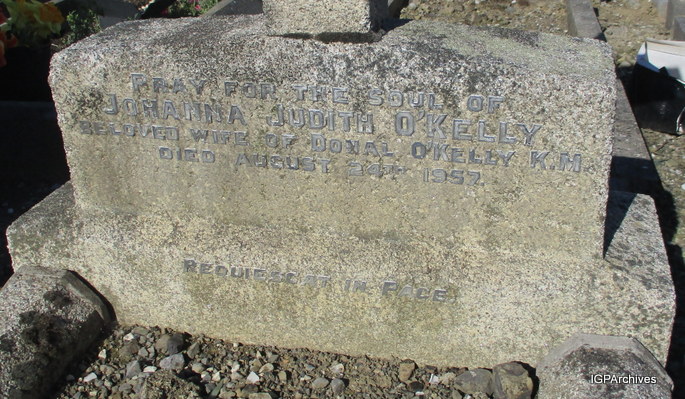 PRAY FOR THE SOUL OF
JOHANNA JUDITH O'KELLY
BELOVED WIFE OF DONAL O'KELLY K.M.
DIED AUGUST 24TH 1957.
REQUIESCAT IN PACE.
IGPArchives